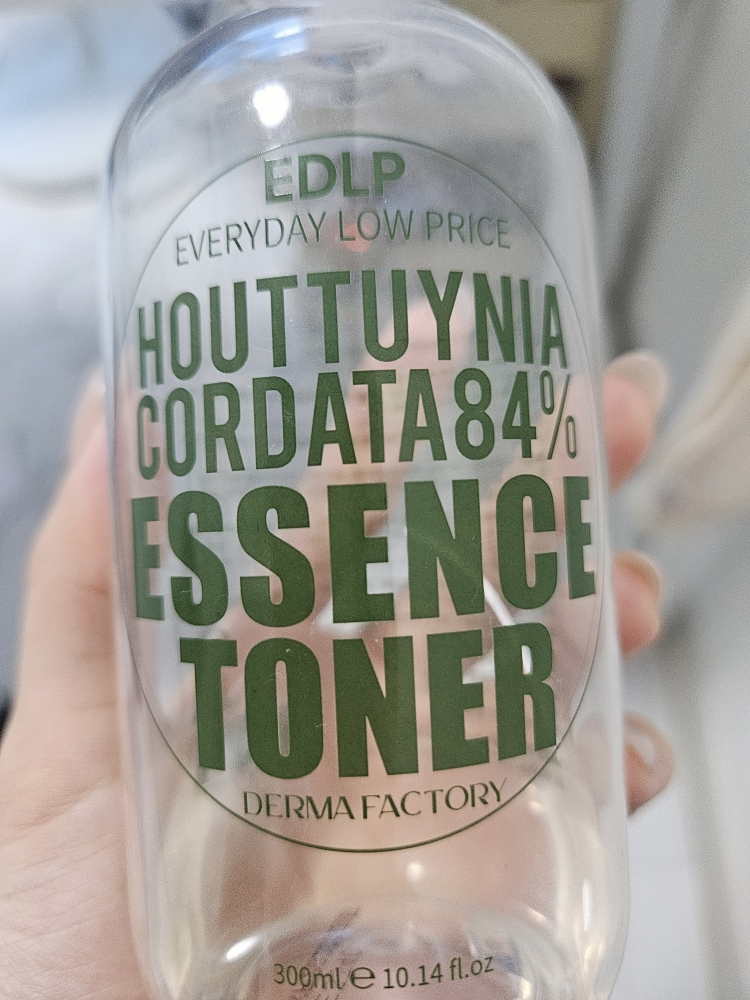 EDLP
EVERYDAY LOW PRICE
HOUTTUYNIA
CORDATA84%
ESSENCE
TONER
DERMA FACTORY
300ml ℮ 10.14 fl.oz